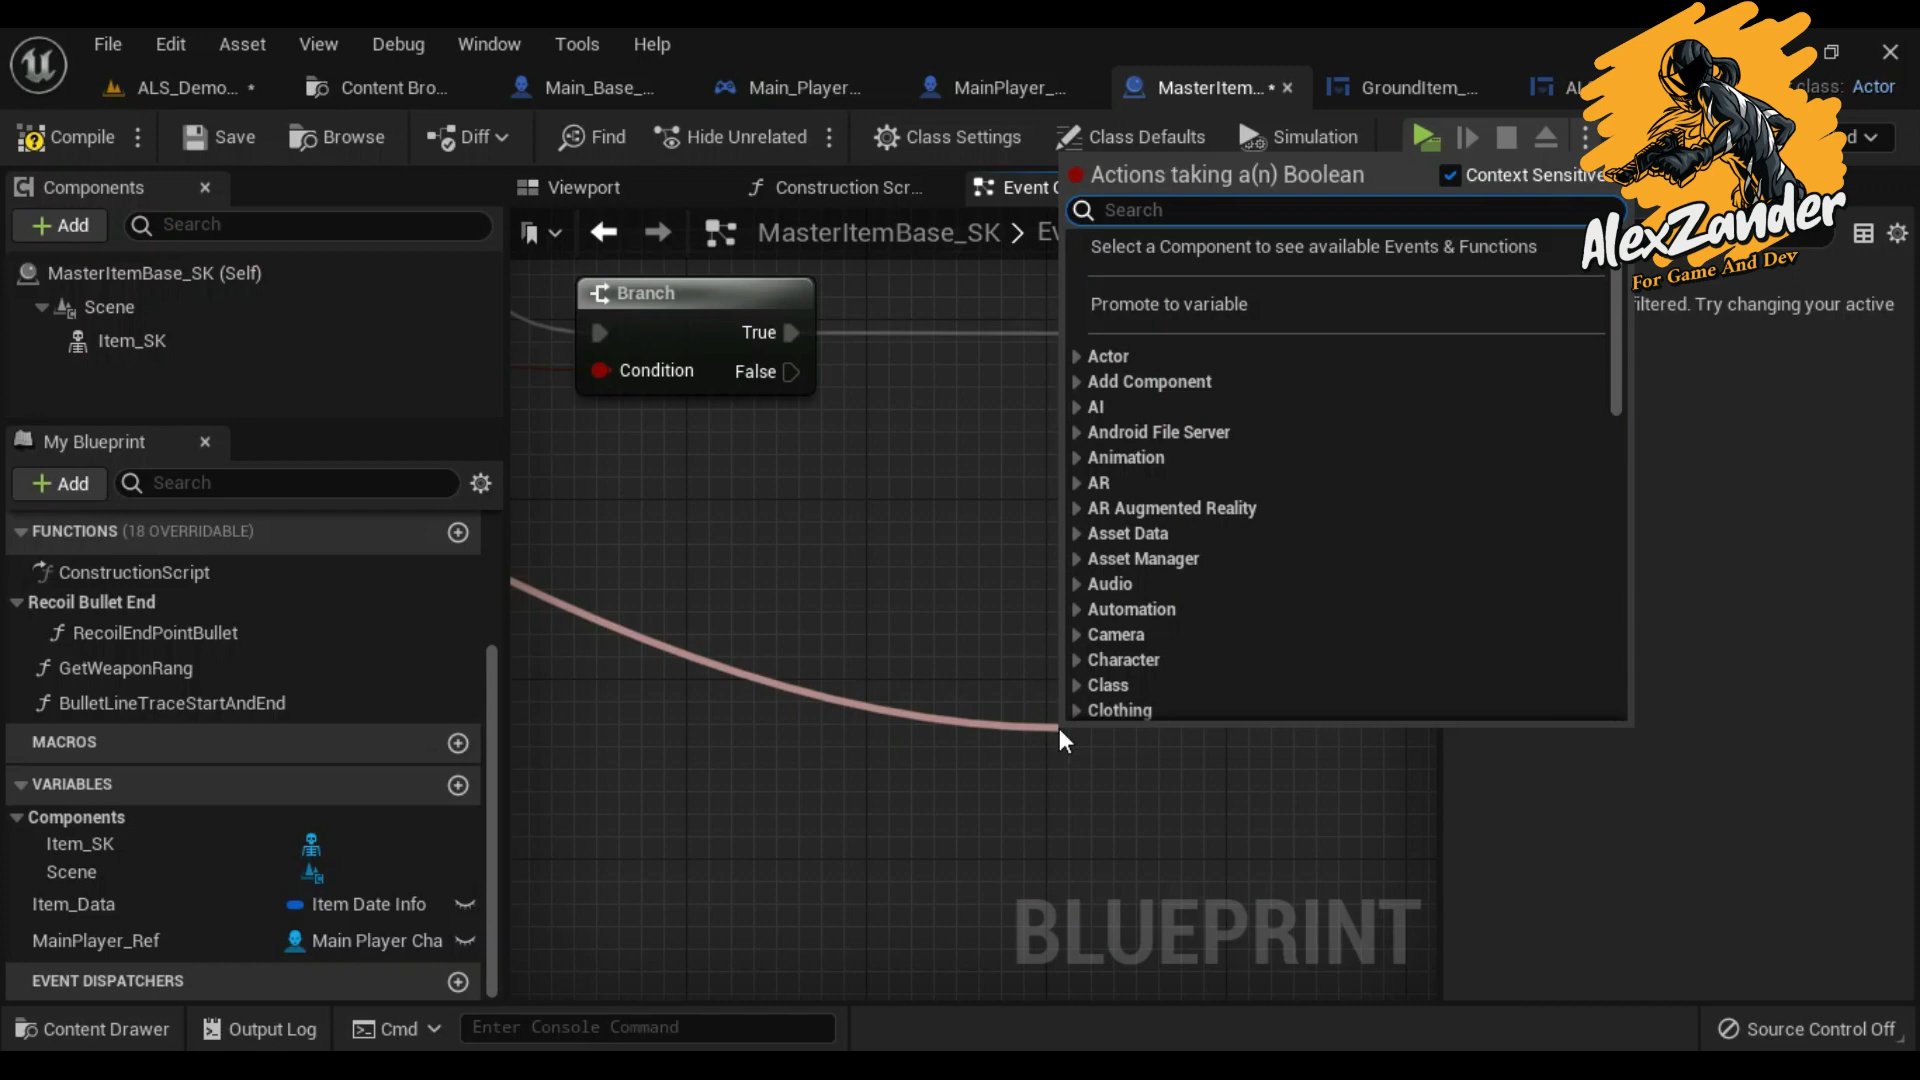 File Edit Asset View Debug Window Tools Help
ALS_Demo... • Content Bro... Main_Base_... Main_Player... MainPlayer_... MasterItem... • GroundItem_... class: Actor
Compile Save Browse Diff Find Hide Unrelated Class Settings Class Defaults Simulation
Components
Viewport Construction Scr... Event
Add Search
MasterItemBase_SK
MasterItemBase_SK (Self)
Scene
Item_SK
Branch
True
Condition False
Actions taking a(n) Boolean Context Sensitive
Search
Select a Component to see available Events & Functions
Promote to variable
Actor
Add Component
AI
Android File Server
Animation
AR
AR Augmented Reality
Asset Data
Asset Manager
Audio
Automation
Camera
Character
Class
Clothing
filtered. Try changing your active
AlexZander
For Game And Dev
My Blueprint
Add Search
FUNCTIONS (18 OVERRIDABLE)
ConstructionScript
Recoil Bullet End
RecoilEndPointBullet
GetWeaponRang
BulletLineTraceStartAndEnd
MACROS
VARIABLES
Components
Item_SK
Scene
Item_Data Item Date Info
MainPlayer_Ref Main Player Cha
EVENT DISPATCHERS
BLUEPRINT
Content Drawer Output Log Cmd Enter Console Command Source Control Off